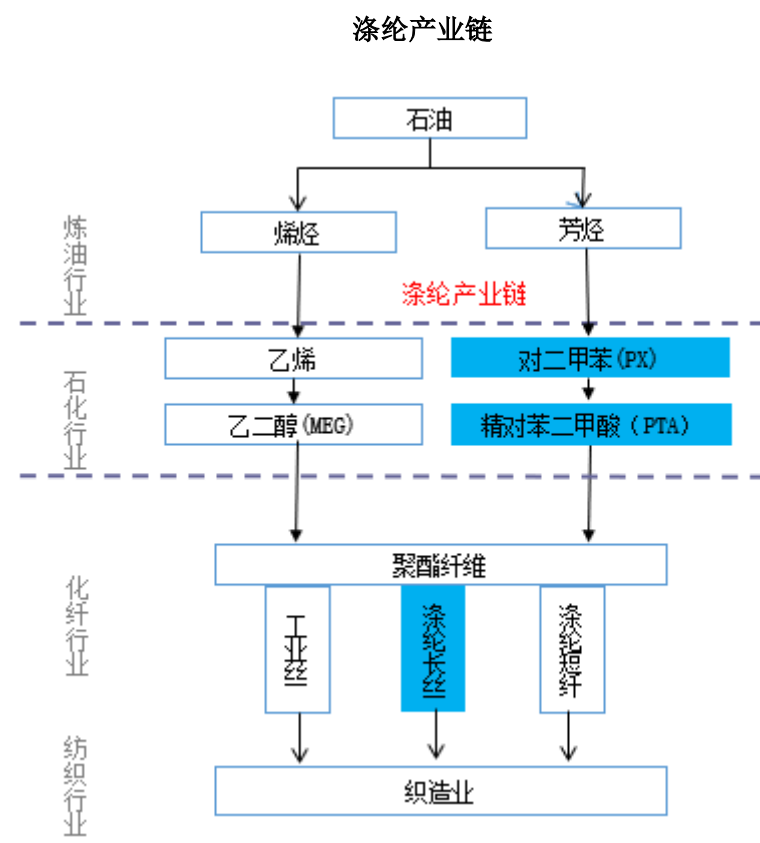 涤纶产业链
石油
烯烃
芳烃
炼油行业
涤纶产业链
乙烯
对二甲苯(PX)
石化行业
乙二醇(MEG)
精对苯二甲酸（PTA）
聚酯纤维
化纤行业
工业丝
涤纶长丝
涤纶短纤
纺织行业
织造业